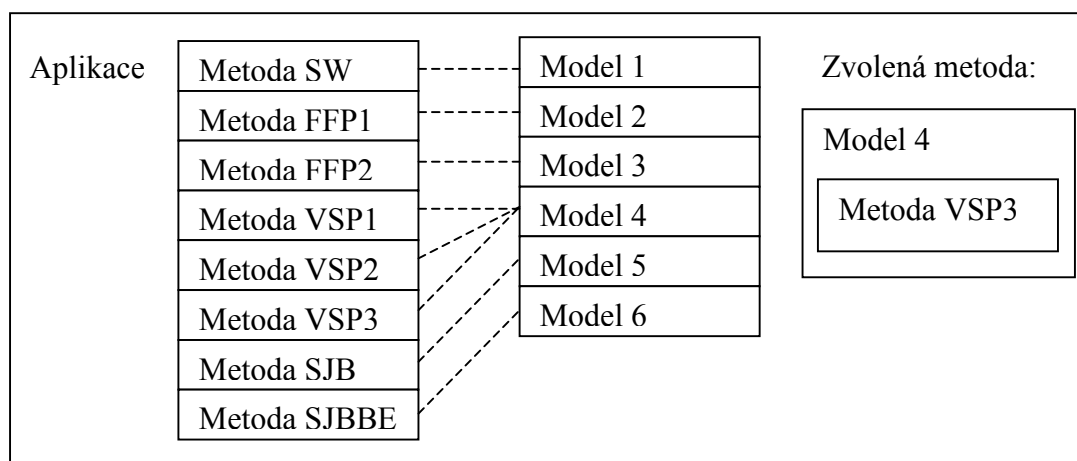 Aplikace
Metoda SW
Metoda FFP1
Metoda FFP2
Metoda VSP1
Metoda VSP2
Metoda VSP3
Metoda SJB
Metoda SJBBE
Model 1
Model 2
Model 3
Model 4
Model 5
Model 6
Zvolená metoda:
Model 4
Metoda VSP3